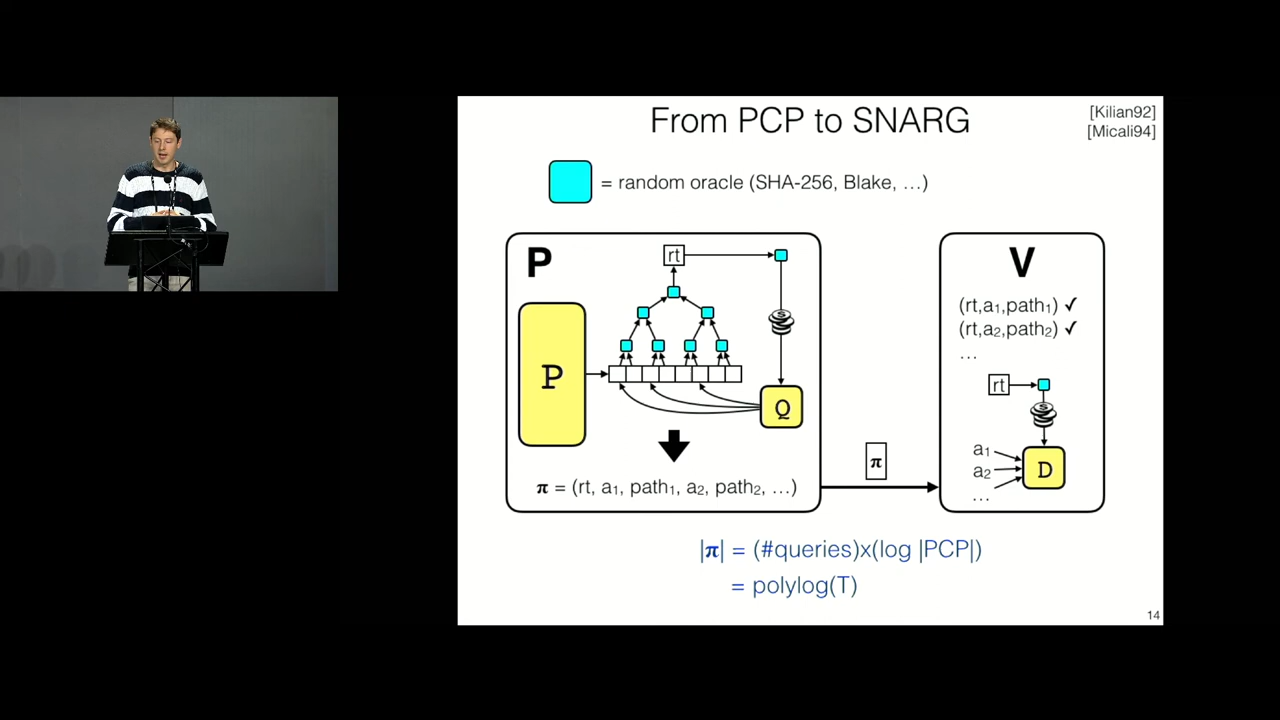 From PCP to SNARG
[Kilian92]
[Micali94]
= random oracle (SHA-256, Blake, …)
P
rt
P
Q
π = (rt, a₁, path₁, a₂, path₂, …)
π
V
(rt,a₁,path₁) ✓
(rt,a₂,path₂) ✓
…
rt
a₁
a₂
…
D
|π| = (#queries)x(log |PCP|)
= polylog(T)
14